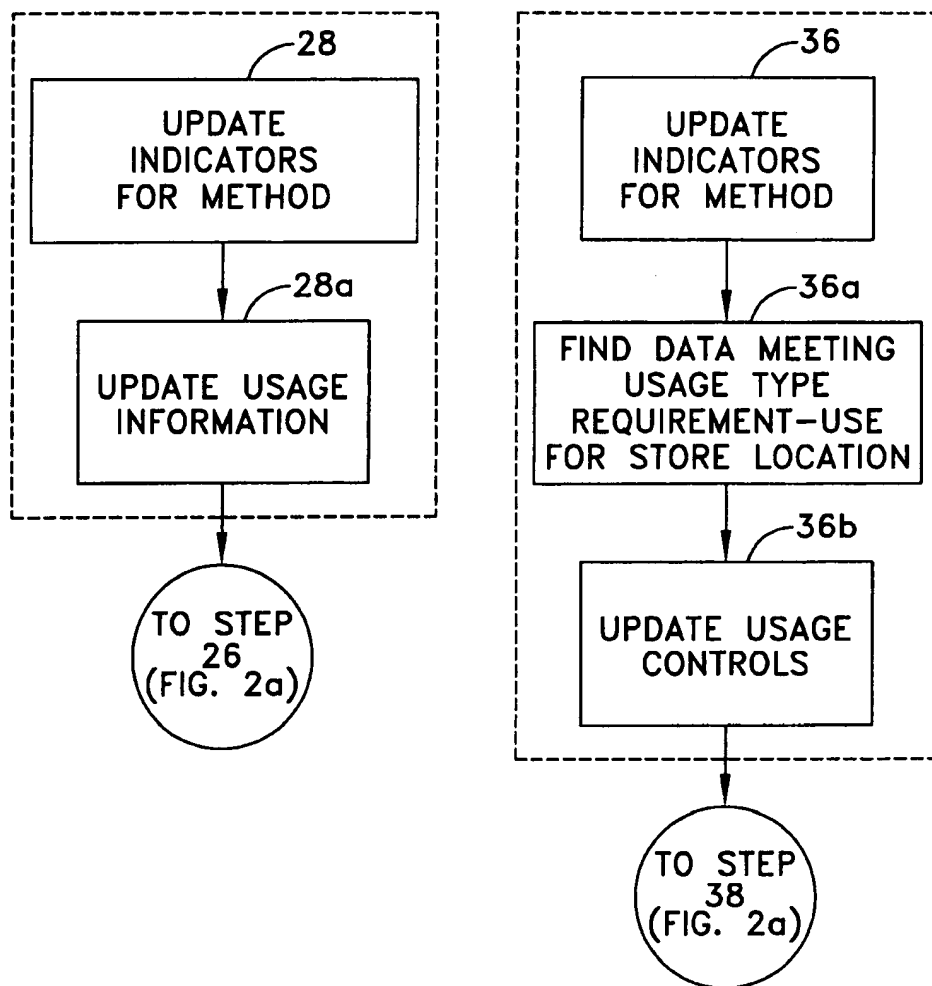 28
UPDATE
INDICATORS
FOR METHOD
28a
UPDATE USAGE
INFORMATION
TO STEP
26
(FIG. 2a)
36
UPDATE
INDICATORS
FOR METHOD
36a
FIND DATA MEETING
USAGE TYPE
REQUIREMENT-USE
FOR STORE LOCATION
36b
UPDATE USAGE
CONTROLS
TO STEP
38
(FIG. 2a)